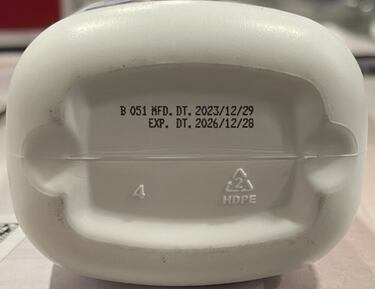 B 051 MFD. DT. 2023/12/29
EXP. DT. 2026/12/28
4
2
HDPE